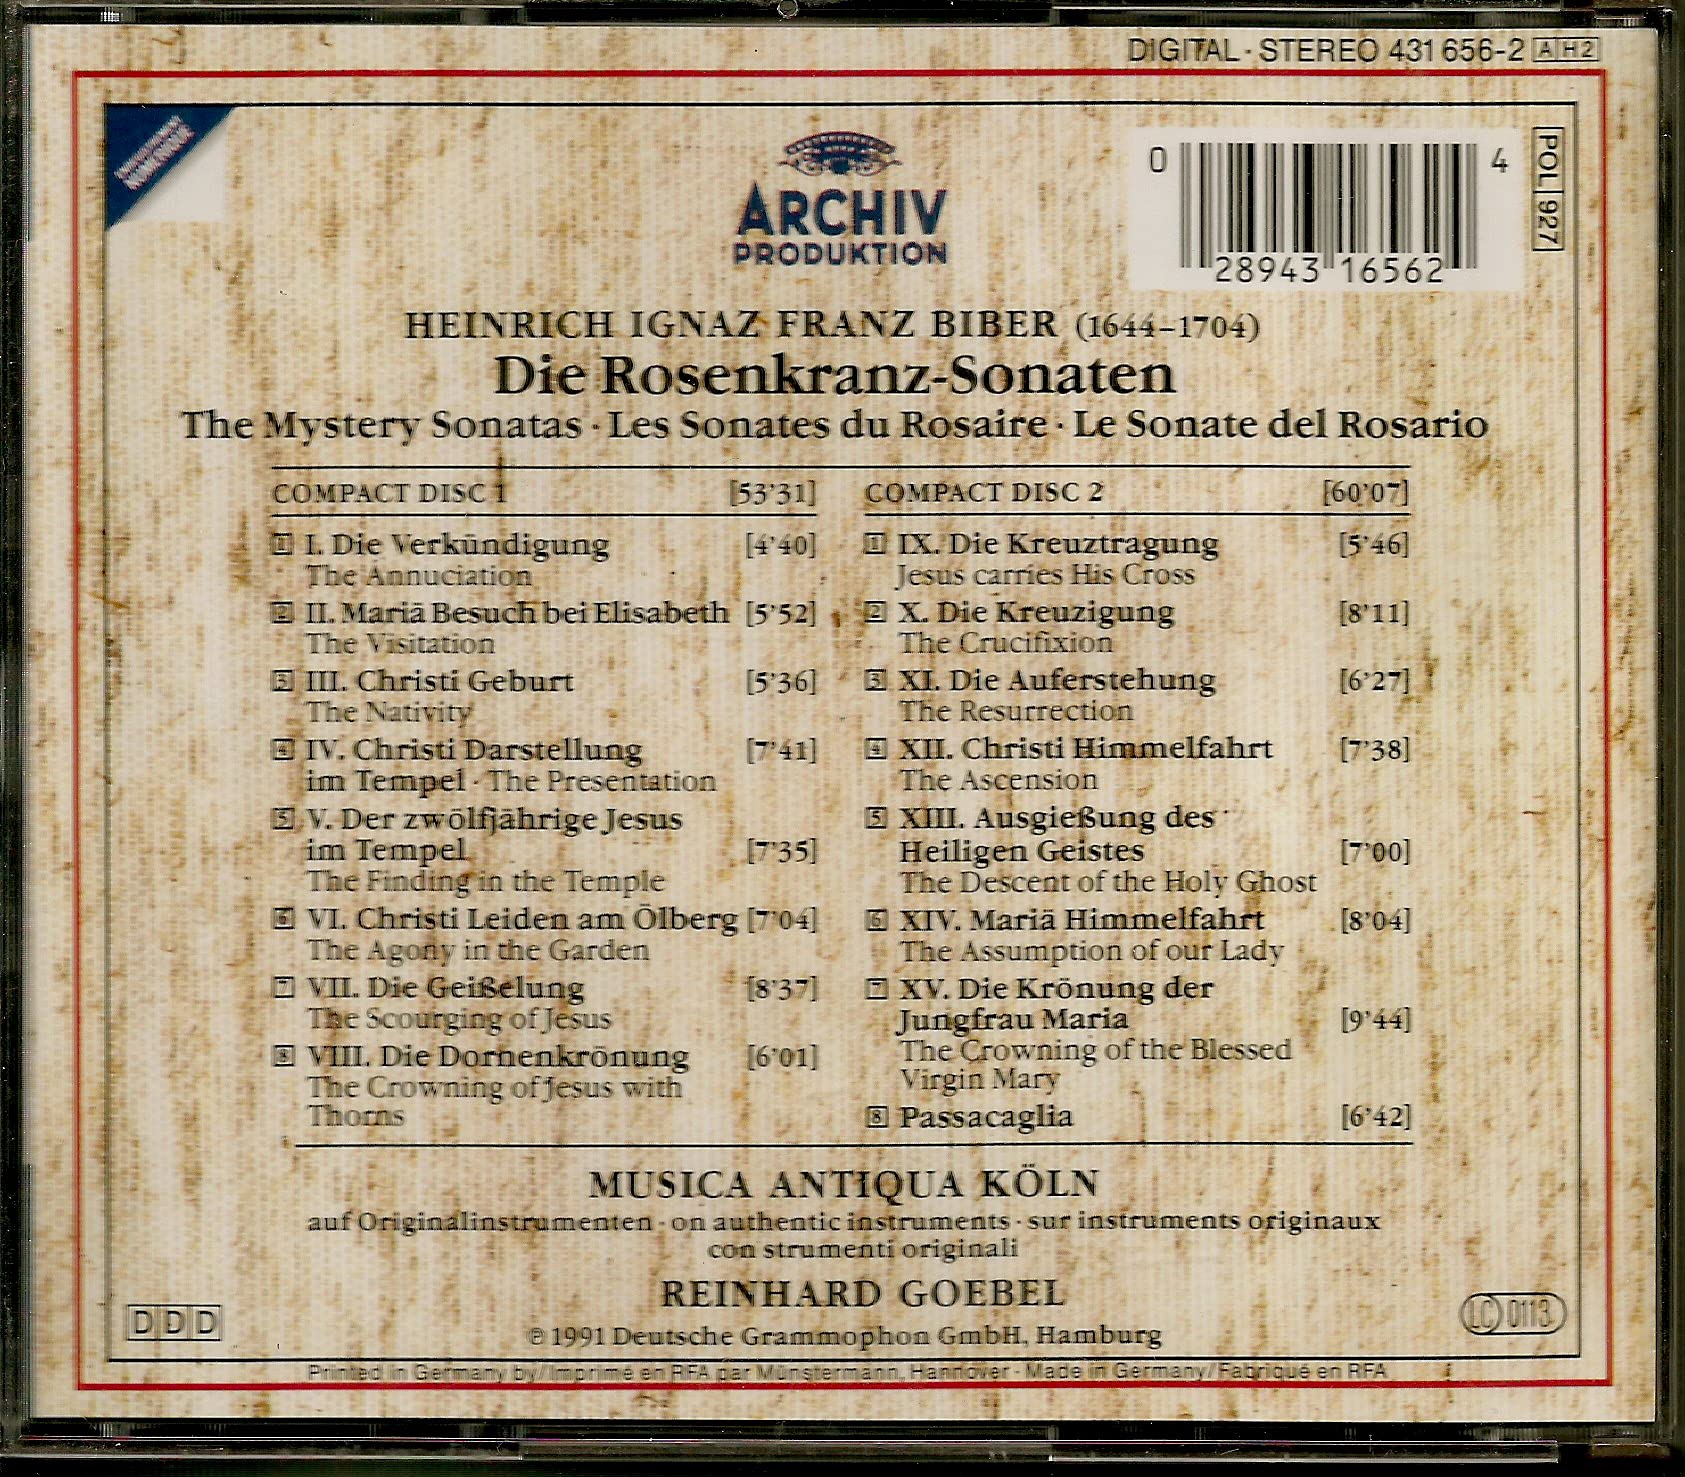 DIGITAL · STEREO 431 656-2 AH2
ARCHIV
PRODUKTION
0 28943 16562 4
POL 927
HEINRICH IGNAZ FRANZ BIBER (1644–1704)
Die Rosenkranz-Sonaten
The Mystery Sonatas · Les Sonates du Rosaire · Le Sonate del Rosario
COMPACT DISC 1 [53'31]
1 I. Die Verkündigung [4'40]
The Annuciation
2 II. Mariä Besuch bei Elisabeth [5'52]
The Visitation
3 III. Christi Geburt [5'36]
The Nativity
4 IV. Christi Darstellung [7'41]
im Tempel · The Presentation
5 V. Der zwölfjährige Jesus
im Tempel [7'35]
The Finding in the Temple
6 VI. Christi Leiden am Ölberg [7'04]
The Agony in the Garden
7 VII. Die Geißelung [8'37]
The Scourging of Jesus
8 VIII. Die Dornenkrönung [6'01]
The Crowning of Jesus with
Thorns
COMPACT DISC 2 [60'07]
1 IX. Die Kreuztragung [5'46]
Jesus carries His Cross
2 X. Die Kreuzigung [8'11]
The Crucifixion
3 XI. Die Auferstehung [6'27]
The Resurrection
4 XII. Christi Himmelfahrt [7'38]
The Ascension
5 XIII. Ausgießung des
Heiligen Geistes [7'00]
The Descent of the Holy Ghost
6 XIV. Mariä Himmelfahrt [8'04]
The Assumption of our Lady
7 XV. Die Krönung der
Jungfrau Maria [9'44]
The Crowning of the Blessed
Virgin Mary
8 Passacaglia [6'42]
MUSICA ANTIQUA KÖLN
auf Originalinstrumenten · on authentic instruments · sur instruments originaux
con strumenti originali
REINHARD GOEBEL
℗ 1991 Deutsche Grammophon GmbH, Hamburg
DDD
LC 0113
Printed in Germany by/Imprimé en RFA par Münstermann, Hannover · Made in Germany/Fabriqué en RFA